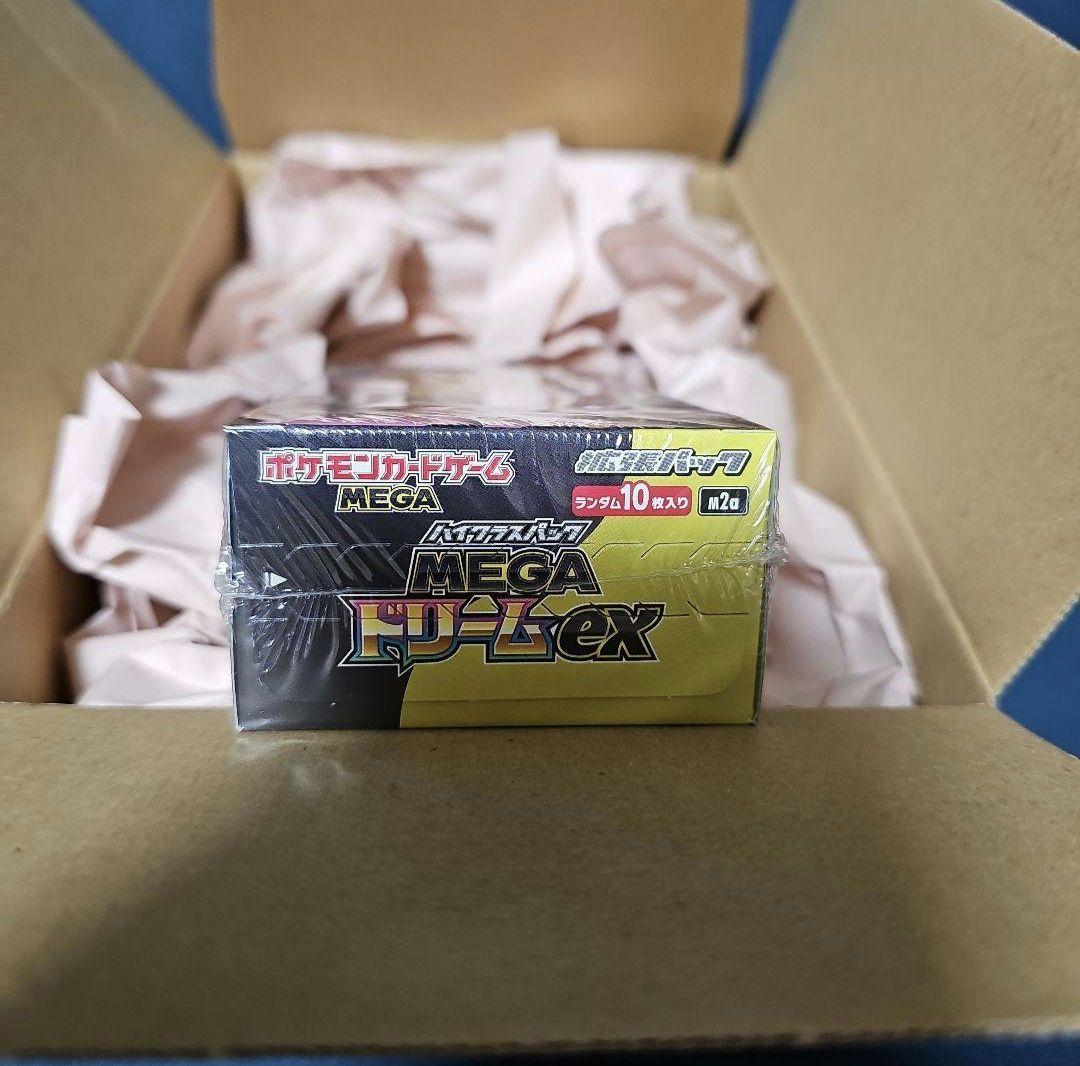 ポケモンカードゲーム
MEGA
拡張パック
ランダム10枚入り M2a
ハイクラスパック
MEGA
ドリームex